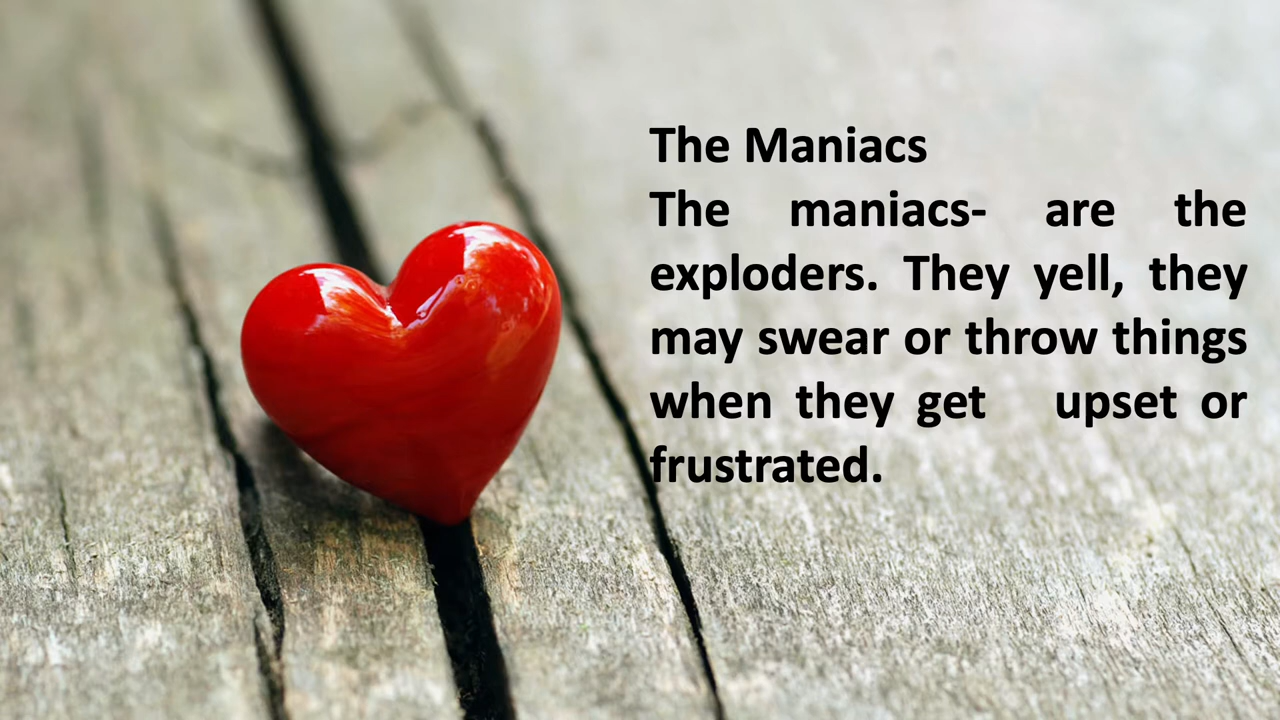 The Maniacs
The maniacs- are the
exploders. They yell, they
may swear or throw things
when they get upset or
frustrated.